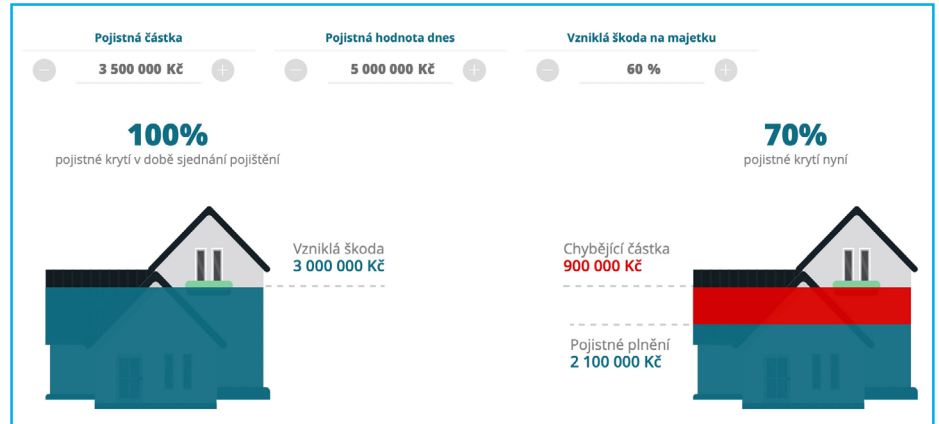 Pojistná částka
Pojistná hodnota dnes
Vzniklá škoda na majetku
3 500 000 Kč
5 000 000 Kč
60 %
100%
pojistné krytí v době sjednání pojištění
70%
pojistné krytí nyní
Vzniklá škoda
3 000 000 Kč
Chybějící částka
900 000 Kč
Pojistné plnění
2 100 000 Kč